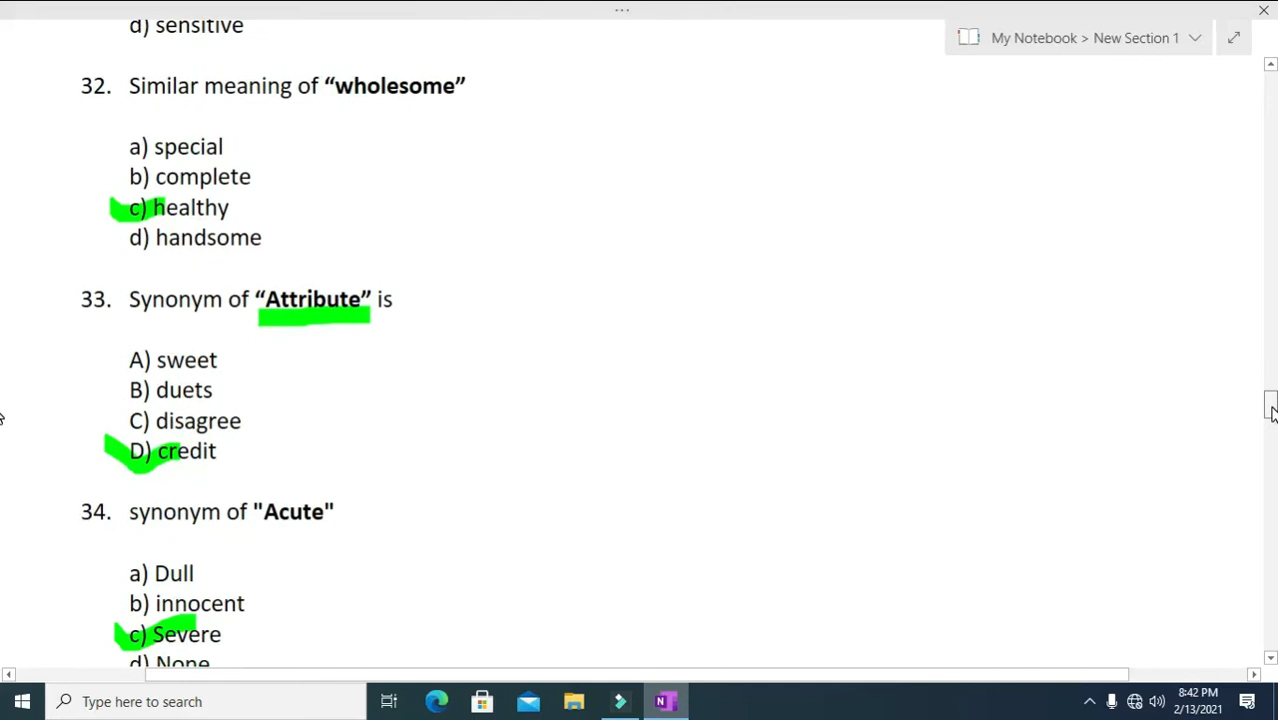 ...
d) sensitive
My Notebook > New Section 1
32. Similar meaning of “wholesome”
a) special
b) complete
c) healthy
d) handsome
33. Synonym of “Attribute” is
A) sweet
B) duets
C) disagree
D) credit
34. synonym of "Acute"
a) Dull
b) innocent
c) Severe
d) None
Type here to search
N
8:42 PM
2/13/2021